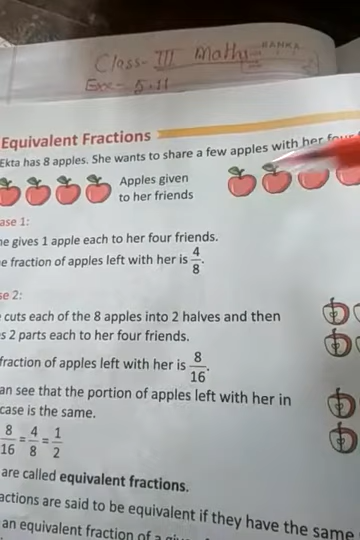 Class- III Maths
RANKA
Exe- 5.11
Equivalent Fractions
Ekta has 8 apples. She wants to share a few apples with her four
Apples given
to her friends
ase 1:
he gives 1 apple each to her four friends.
e fraction of apples left with her is 4/8.
se 2:
cuts each of the 8 apples into 2 halves and then
s 2 parts each to her four friends.
fraction of apples left with her is 8/16.
an see that the portion of apples left with her in
case is the same.
8/16 = 4/8 = 1/2
are called equivalent fractions.
actions are said to be equivalent if they have the same
an equivalent fraction of a